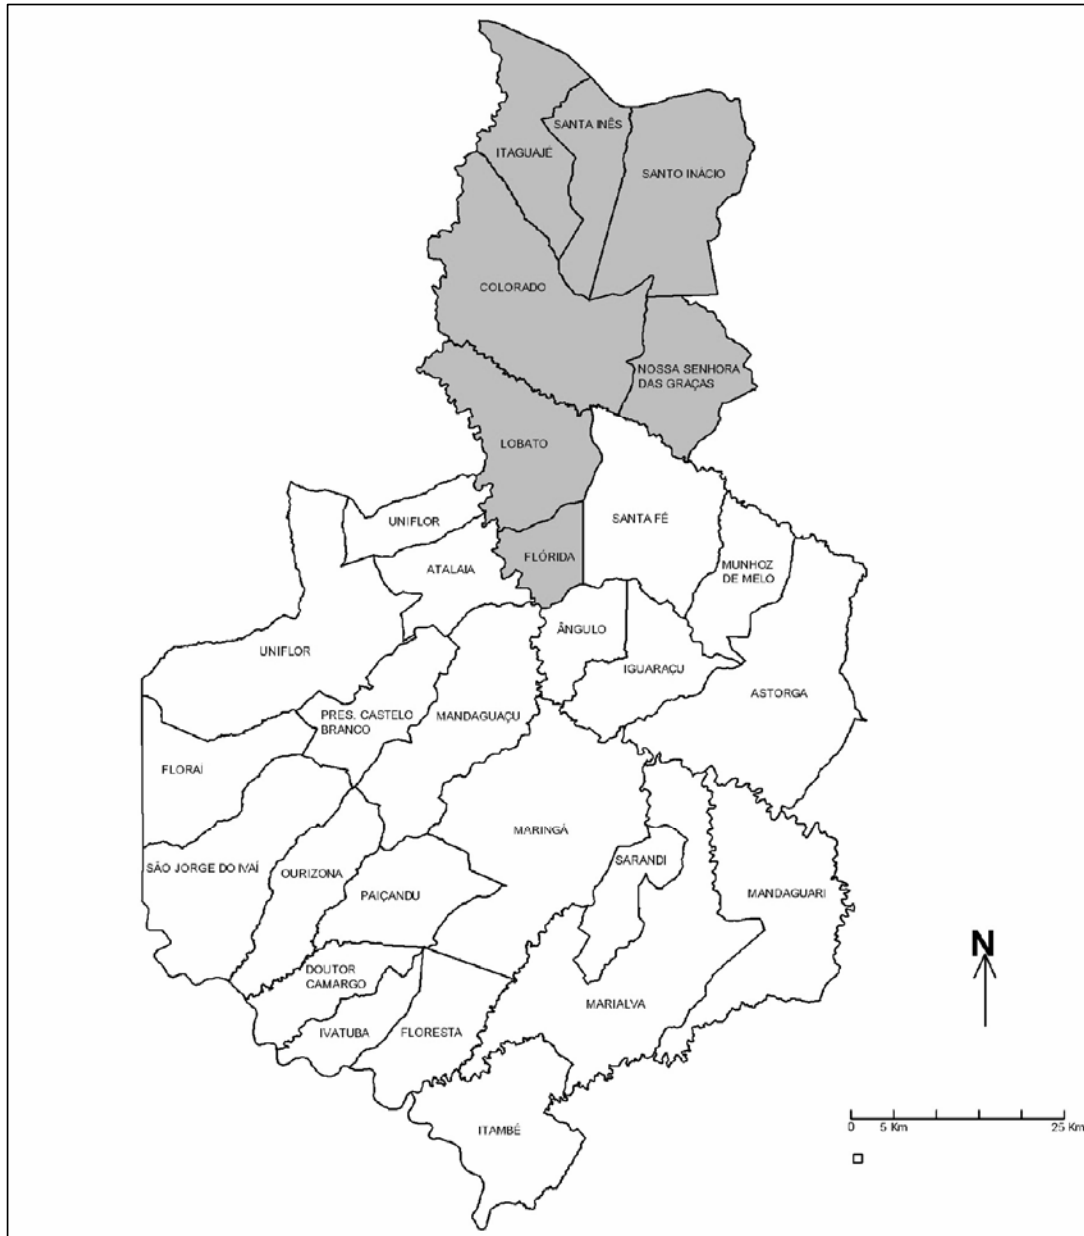 SANTA INÊS
ITAGUAJÉ
SANTO INÁCIO
COLORADO
NOSSA SENHORA
DAS GRAÇAS
LOBATO
UNIFLOR
SANTA FÉ
FLÓRIDA
ATALAIA
MUNHOZ
DE MELO
ÂNGULO
UNIFLOR
IGUARAÇU
ASTORGA
PRES. CASTELO
BRANCO
MANDAGUAÇU
FLORAÍ
MARINGÁ
SÃO JORGE DO IVAÍ
OURIZONA
SARANDI
PAIÇANDU
MANDAGUARI
N
DOUTOR
CAMARGO
MARIALVA
IVATUBA
FLORESTA
ITAMBÉ
0 5 Km 25 Km